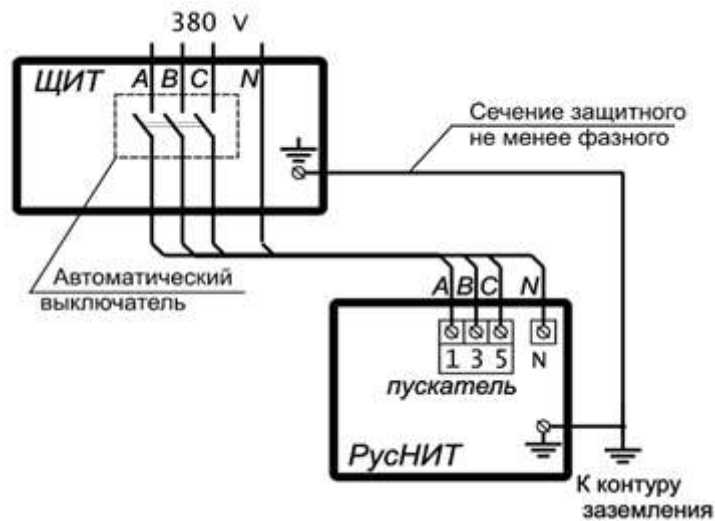 380 V
ЩИТ
A B C N
Сечение защитного
не менее фазного
Автоматический
выключатель
A B C N
1 3 5 N
пускатель
РусНИТ
К контуру
заземления